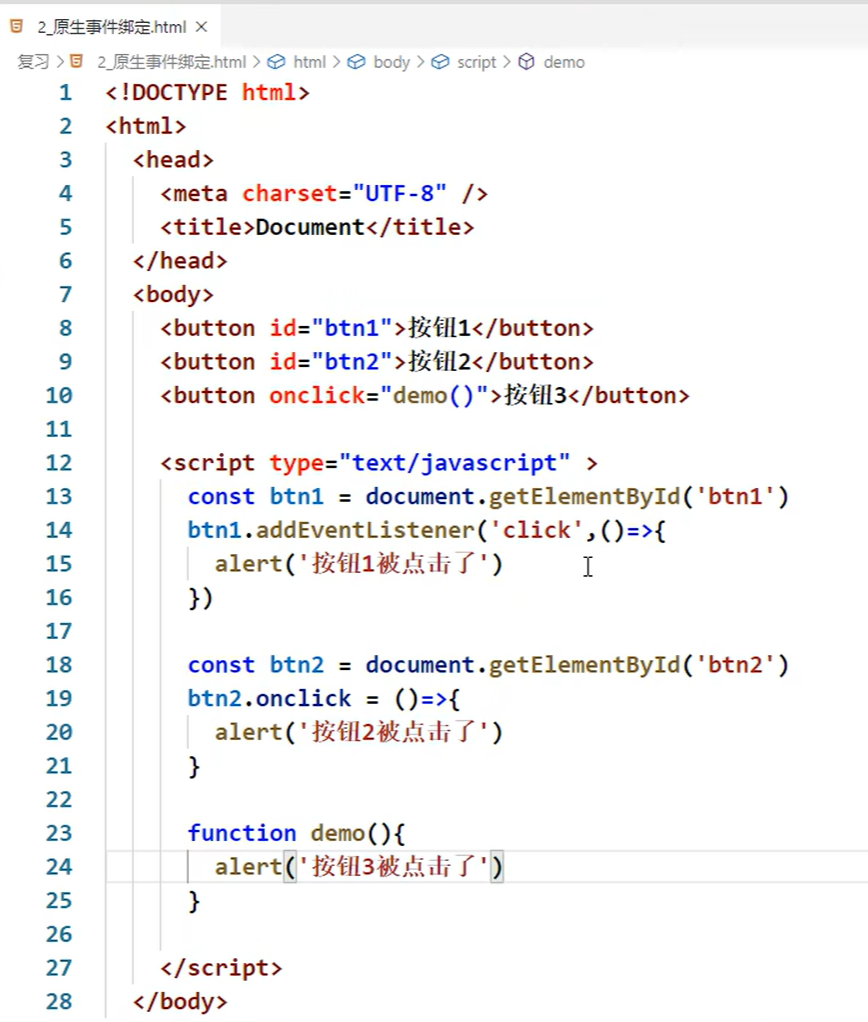 2_原生事件绑定.html ×
复习 > 2_原生事件绑定.html > html > body > script > demo
1 <!DOCTYPE html>
2 <html>
3 <head>
4 <meta charset="UTF-8" />
5 <title>Document</title>
6 </head>
7 <body>
8 <button id="btn1">按钮1</button>
9 <button id="btn2">按钮2</button>
10 <button onclick="demo()">按钮3</button>
11
12 <script type="text/javascript" >
13 const btn1 = document.getElementById('btn1')
14 btn1.addEventListener('click',()=>{
15 alert('按钮1被点击了')
16 })
17
18 const btn2 = document.getElementById('btn2')
19 btn2.onclick = ()=>{
20 alert('按钮2被点击了')
21 }
22
23 function demo(){
24 alert('按钮3被点击了')
25 }
26
27 </script>
28 </body>